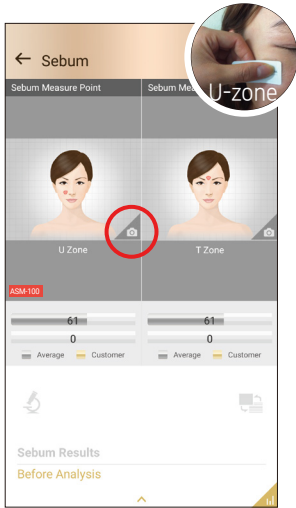 ← Sebum
U-zone
Sebum Measure Point
Sebum Mea
U Zone
T Zone
ASM-100
61
0
Average Customer
61
0
Average Customer
Sebum Results
Before Analysis